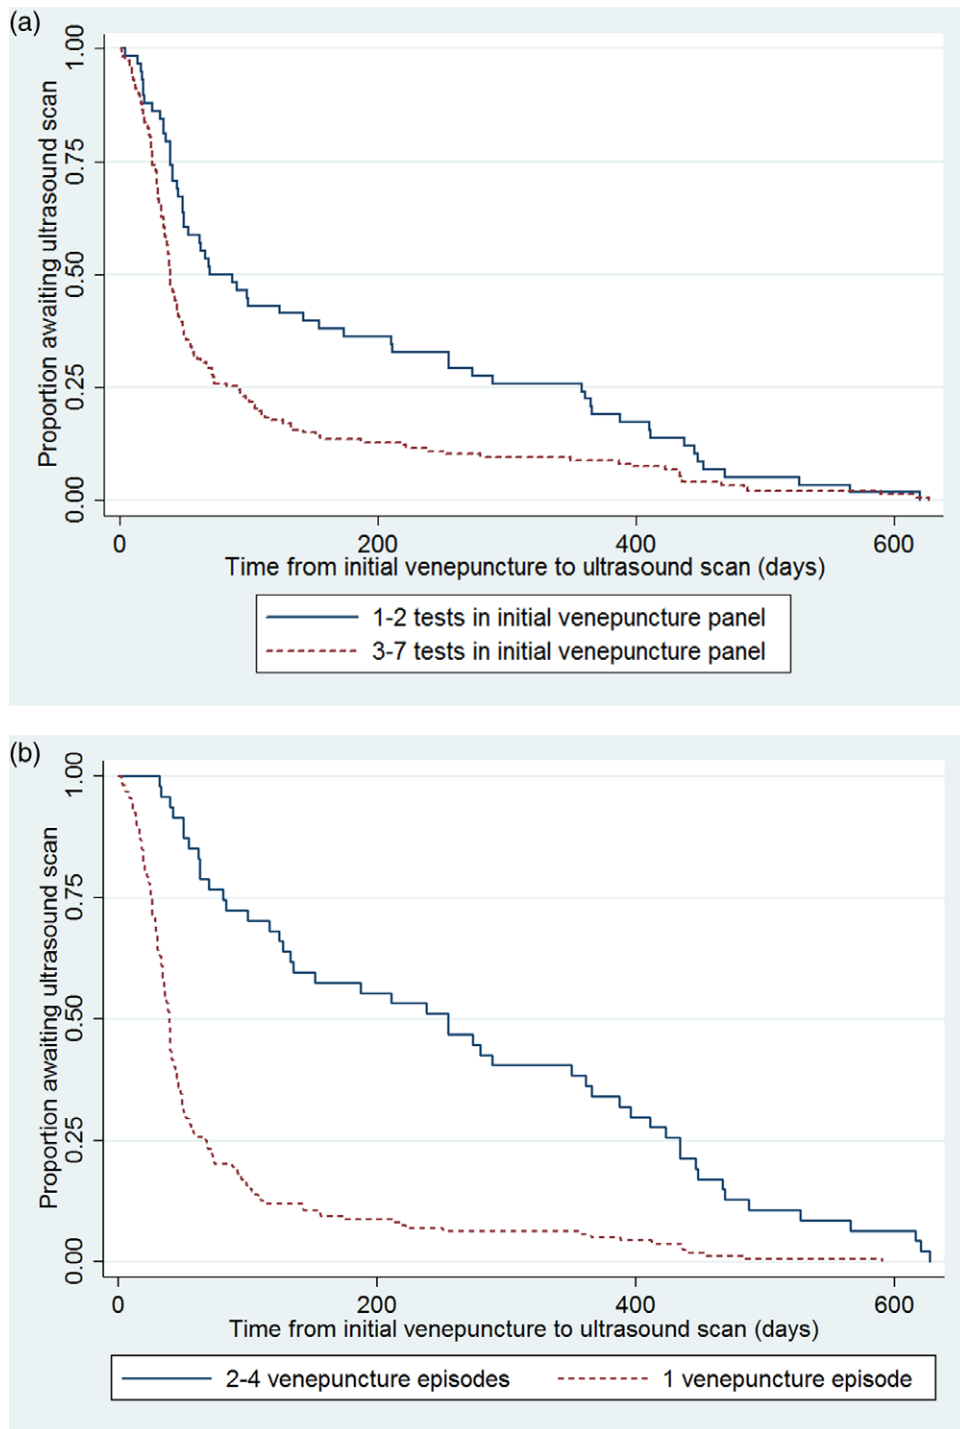 (a)
Proportion awaiting ultrasound scan
1.00
0.75
0.50
0.25
0.00
0 200 400 600
Time from initial venepuncture to ultrasound scan (days)
1-2 tests in initial venepuncture panel
3-7 tests in initial venepuncture panel
(b)
Proportion awaiting ultrasound scan
1.00
0.75
0.50
0.25
0.00
0 200 400 600
Time from initial venepuncture to ultrasound scan (days)
2-4 venepuncture episodes 1 venepuncture episode